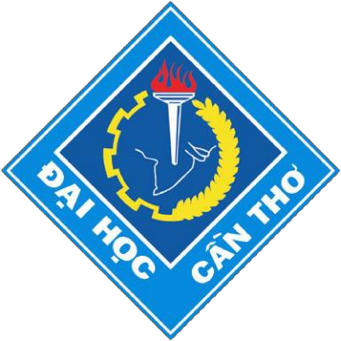 ĐẠI HỌC
CẦN THƠ